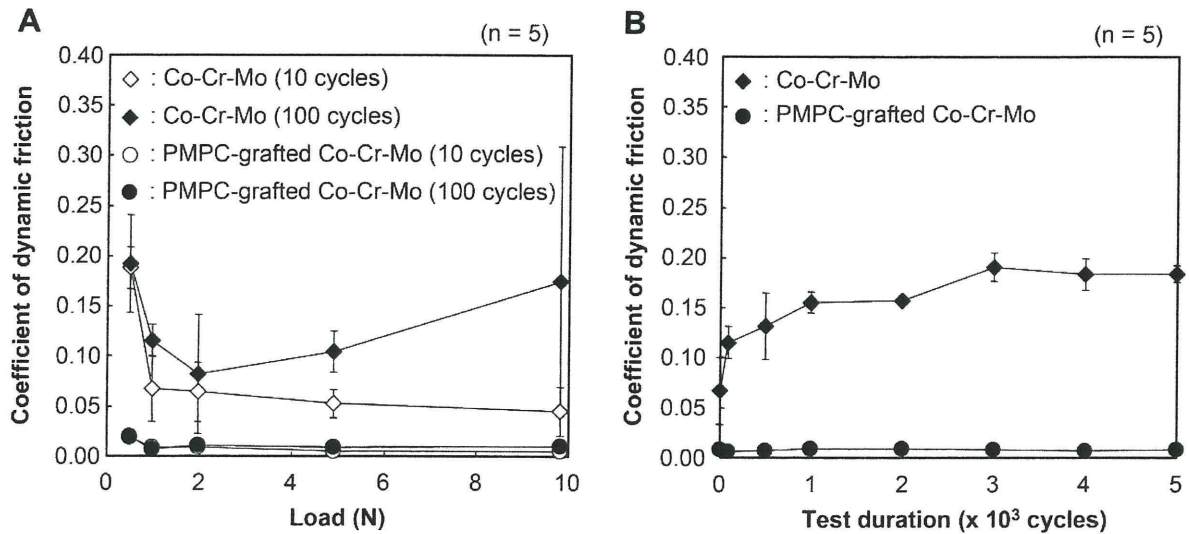 A
(n = 5)
0.40
0.35
0.30
0.25
0.20
0.15
0.10
0.05
0.00
Coefficient of dynamic friction
: Co-Cr-Mo (10 cycles)
: Co-Cr-Mo (100 cycles)
: PMPC-grafted Co-Cr-Mo (10 cycles)
: PMPC-grafted Co-Cr-Mo (100 cycles)
0 2 4 6 8 10
Load (N)
B
(n = 5)
0.40
0.35
0.30
0.25
0.20
0.15
0.10
0.05
0.00
Coefficient of dynamic friction
: Co-Cr-Mo
: PMPC-grafted Co-Cr-Mo
0 1 2 3 4 5
Test duration (x 10³ cycles)